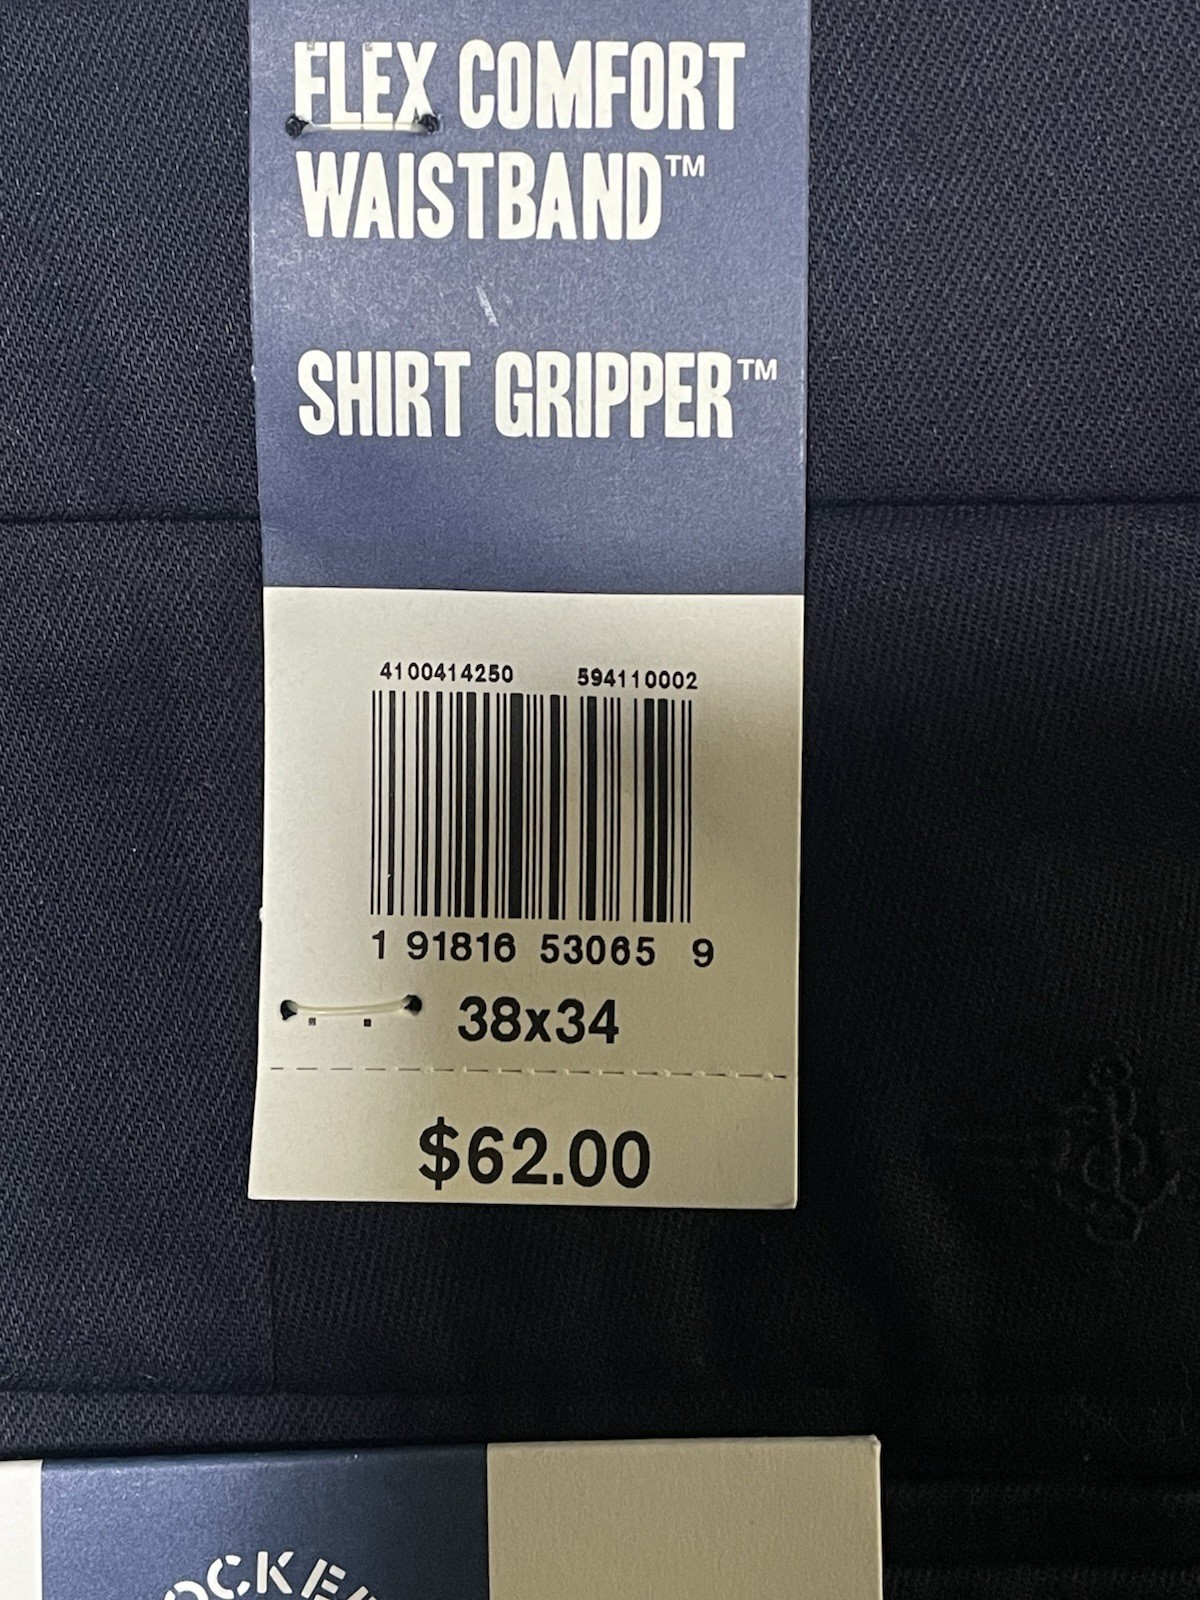 FLEX COMFORT
WAISTBAND™
SHIRT GRIPPER™
4100414250 594110002
1 91816 53065 9
38x34
$62.00